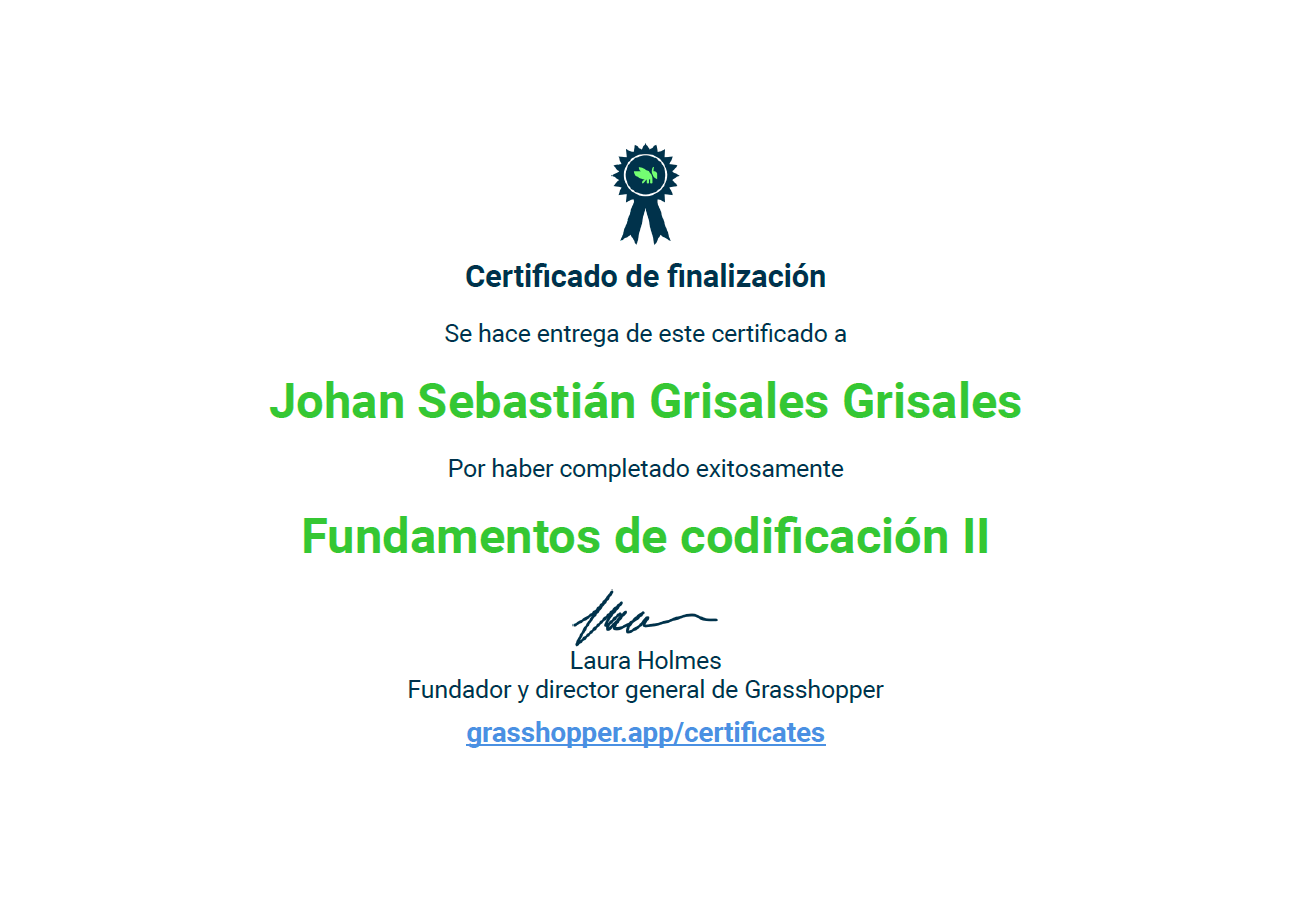 Certificado de finalización
Se hace entrega de este certificado a
Johan Sebastián Grisales Grisales
Por haber completado exitosamente
Fundamentos de codificación II
Laura Holmes
Fundador y director general de Grasshopper
grasshopper.app/certificates